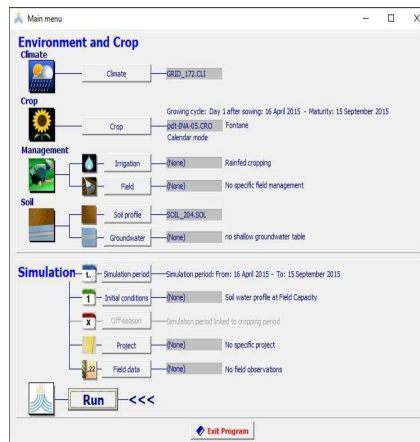 Main menu
Environment and Crop
Climate
Climate
GRID_172.CLI
Crop
Growing cycle: Day 1 after sowing: 16 April 2015 - Maturity: 15 September 2015
Crop
pdt-INA-05.CRO
Fontane
Calendar mode
Management
Irrigation
(None)
Rainfed cropping
Field
(None)
No specific field management
Soil
Soil profile
SOIL_204.SOL
Groundwater
(None)
no shallow groundwater table
Simulation
Simulation period
Simulation period: From: 16 April 2015 - To: 15 September 2015
1
Initial conditions
(None)
Soil water profile at Field Capacity
X
Off-season
Simulation period linked to cropping period
Project
(None)
No specific project
Field data
(None)
No field observations
Run
<<<
Exit Program